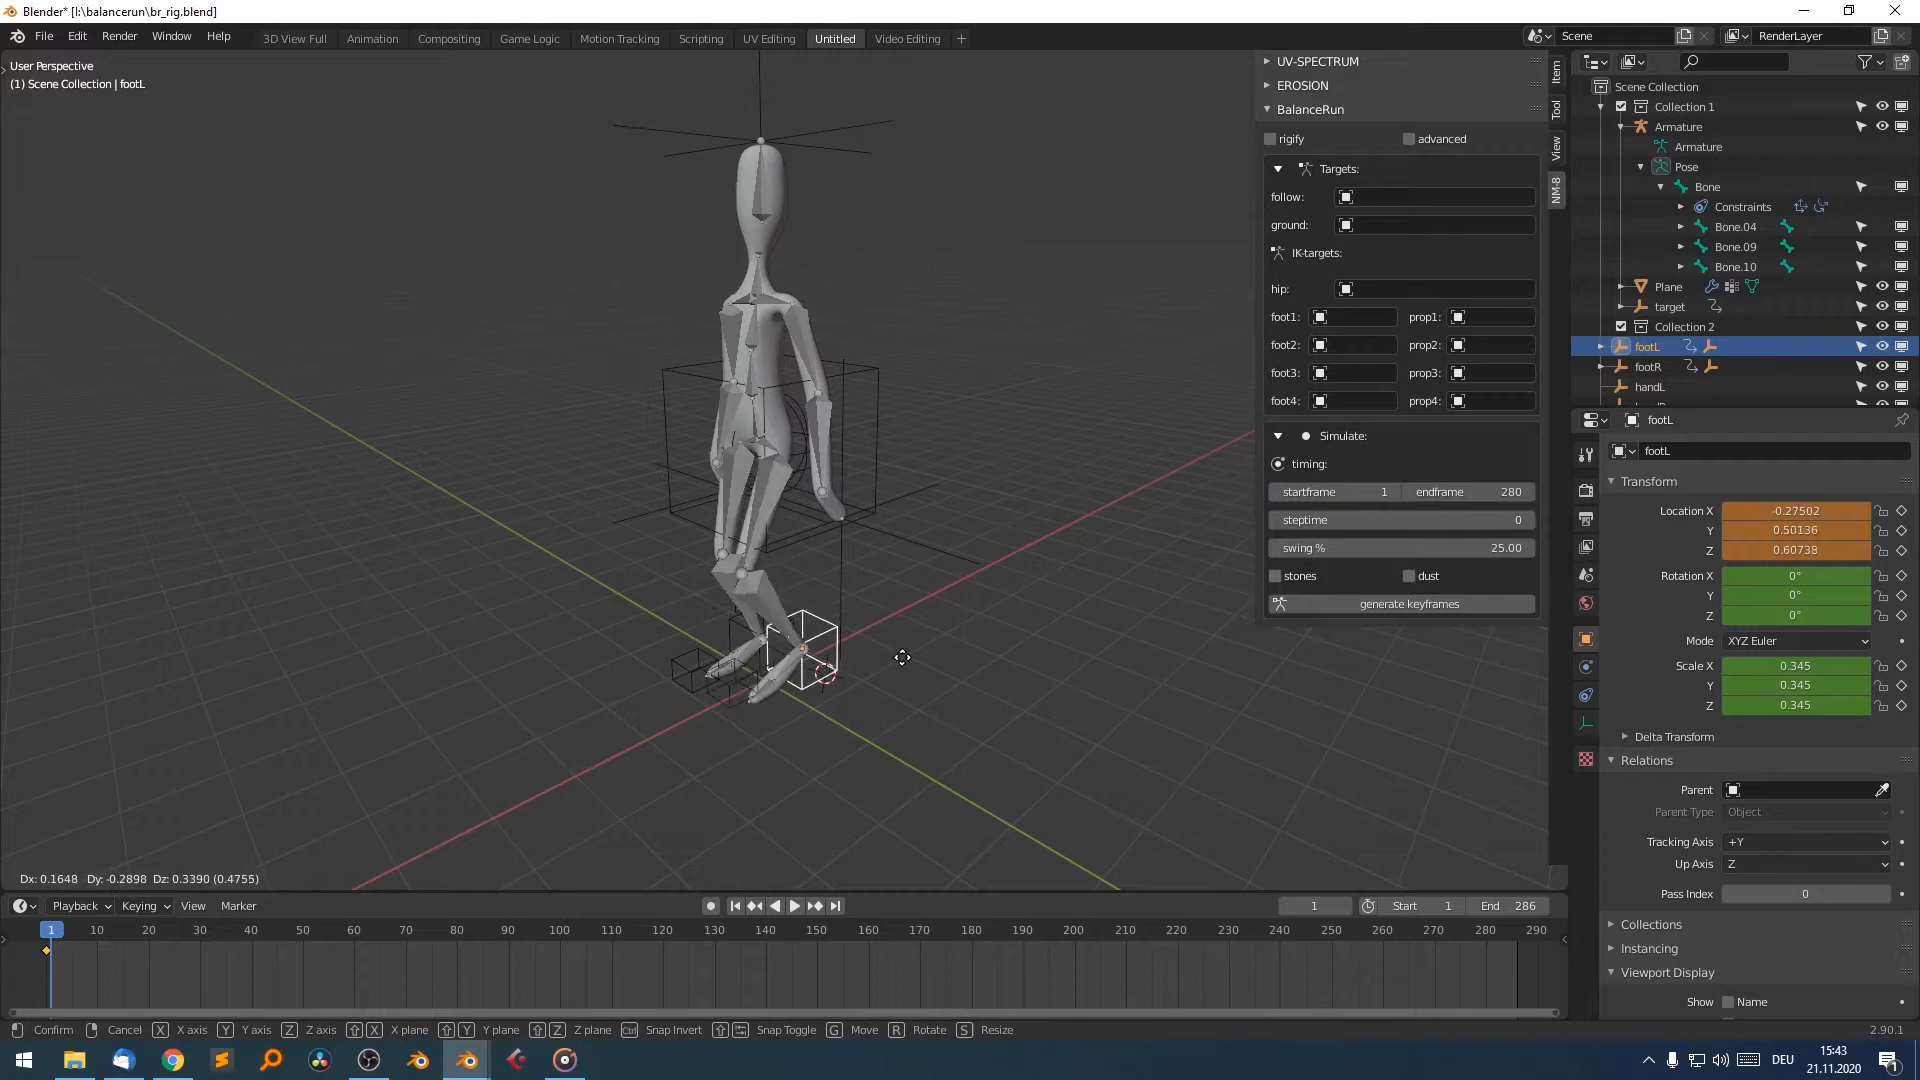 Blender* [I:\balancerun\br_rig.blend]
File Edit Render Window Help 3D View Full Animation Compositing Game Logic Motion Tracking Scripting UV Editing Untitled Video Editing + Scene RenderLayer
User Perspective
(1) Scene Collection | footL
UV-SPECTRUM
EROSION
BalanceRun
rigify advanced
Targets:
follow:
ground:
IK-targets:
hip:
foot1: prop1:
foot2: prop2:
foot3: prop3:
foot4: prop4:
Simulate:
timing:
startframe 1 endframe 280
steptime 0
swing % 25.00
stones dust
generate keyframes
Item
Tool
View
NM-8
Scene Collection
Collection 1
Armature
Armature
Pose
Bone
Constraints
Bone.04
Bone.09
Bone.10
Plane
target
Collection 2
footL
footR
handL
footL
footL
Transform
Location X -0.27502
Y 0.50136
Z 0.60738
Rotation X 0°
Y 0°
Z 0°
Mode XYZ Euler
Scale X 0.345
Y 0.345
Z 0.345
Delta Transform
Relations
Parent
Parent Type Object
Tracking Axis +Y
Up Axis Z
Pass Index 0
Collections
Instancing
Viewport Display
Show Name
Dx: 0.1648 Dy: -0.2898 Dz: 0.3390 (0.4755)
Playback Keying View Marker 1 Start 1 End 286
1 10 20 30 40 50 60 70 80 90 100 110 120 130 140 150 160 170 180 190 200 210 220 230 240 250 260 270 280 290
Confirm Cancel X X axis Y Y axis Z Z axis X X plane Y Y plane Z Z plane Ctrl Snap Invert Snap Toggle G Move R Rotate S Resize 2.90.1
DEU 15:43
21.11.2020
1